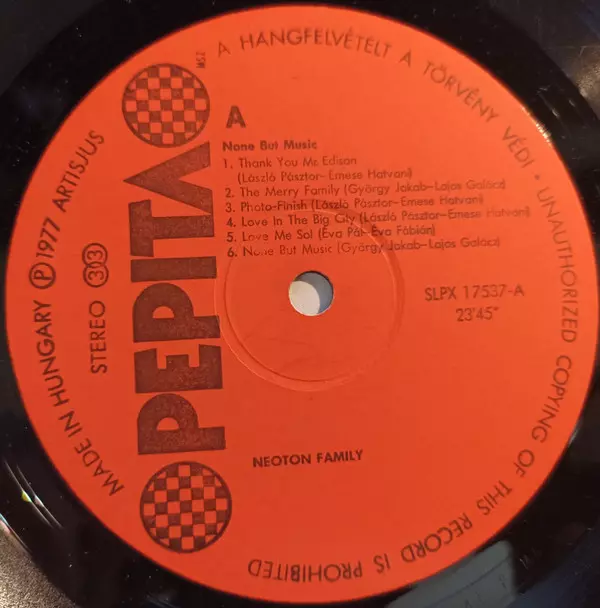 A HANGFELVÉTELT A TÖRVÉNY VÉDI • UNAUTHORIZED COPYING OF THIS RECORD IS PROHIBITED
MADE IN HUNGARY Ⓟ 1977 ARTISJUS
STEREO 33
PEPITA
MSZ
A
None But Music
1. Thank You Mr. Edison
(László Pásztor–Emese Hatvani)
2. The Merry Family (György Jakab–Lajos Galácz)
3. Photo-Finish (László Pásztor–Emese Hatvani)
4. Love In The Big City (László Pásztor–Emese Hatvani)
5. Love Me So! (Éva Pál–Éva Fábián)
6. None But Music (György Jakab–Lajos Galácz)
SLPX 17537-A
23'45"
NEOTON FAMILY